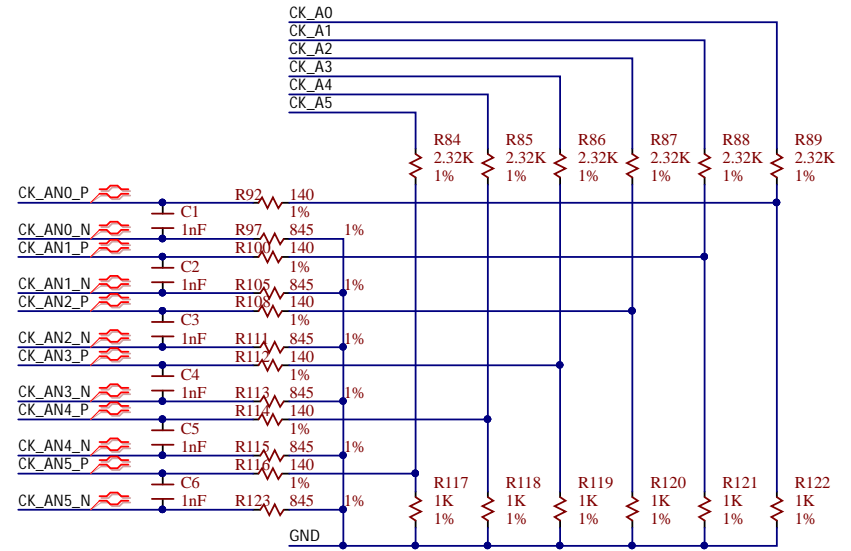 CK_A0
CK_A1
CK_A2
CK_A3
CK_A4
CK_A5
R84 R85 R86 R87 R88 R89
2.32K 2.32K 2.32K 2.32K 2.32K 2.32K
1% 1% 1% 1% 1% 1%
CK_AN0_P R92 140
C1 1%
CK_AN0_N 1nF R97 845 1%
CK_AN1_P R100 140
C2 1%
CK_AN1_N 1nF R105 845 1%
CK_AN2_P R108 140
C3 1%
CK_AN2_N 1nF R111 845 1%
CK_AN3_P R112 140
C4 1%
CK_AN3_N 1nF R113 845 1%
CK_AN4_P R114 140
C5 1%
CK_AN4_N 1nF R115 845 1%
CK_AN5_P R116 140
C6 1%
CK_AN5_N 1nF R123 845 1%
R117 R118 R119 R120 R121 R122
1K 1K 1K 1K 1K 1K
1% 1% 1% 1% 1% 1%
GND